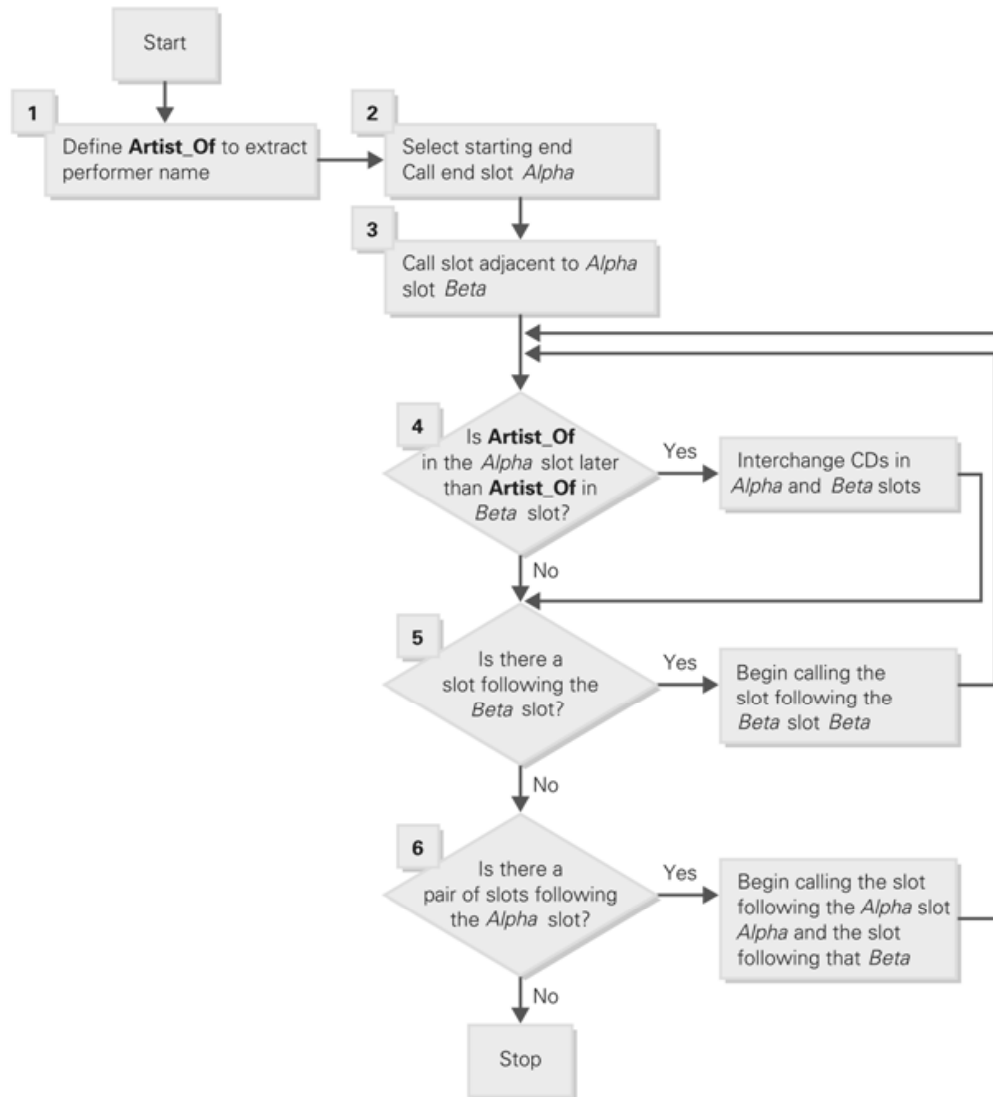 Start
1
Define Artist_Of to extract
performer name
2
Select starting end
Call end slot Alpha
3
Call slot adjacent to Alpha
slot Beta
4
Is Artist_Of
in the Alpha slot later
than Artist_Of in
Beta slot?
Yes
Interchange CDs in
Alpha and Beta slots
No
5
Is there a
slot following the
Beta slot?
Yes
Begin calling the
slot following the
Beta slot Beta
No
6
Is there a
pair of slots following
the Alpha slot?
Yes
Begin calling the slot
following the Alpha slot
Alpha and the slot
following that Beta
No
Stop